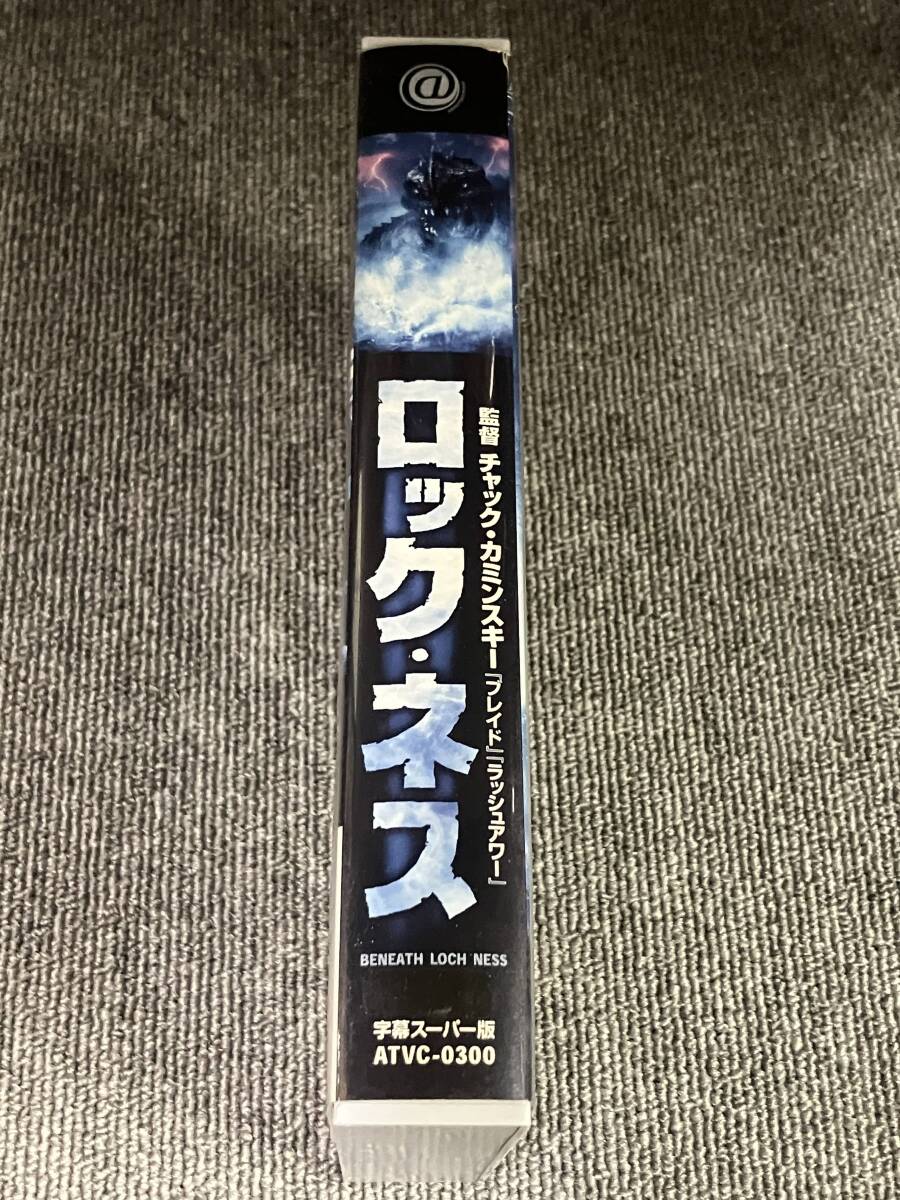 @
ロック・ネス
監督 チャック・カミンスキー『ブレイド』『ラッシュアワー』
BENEATH LOCH NESS
字幕スーパー版
ATVC-0300